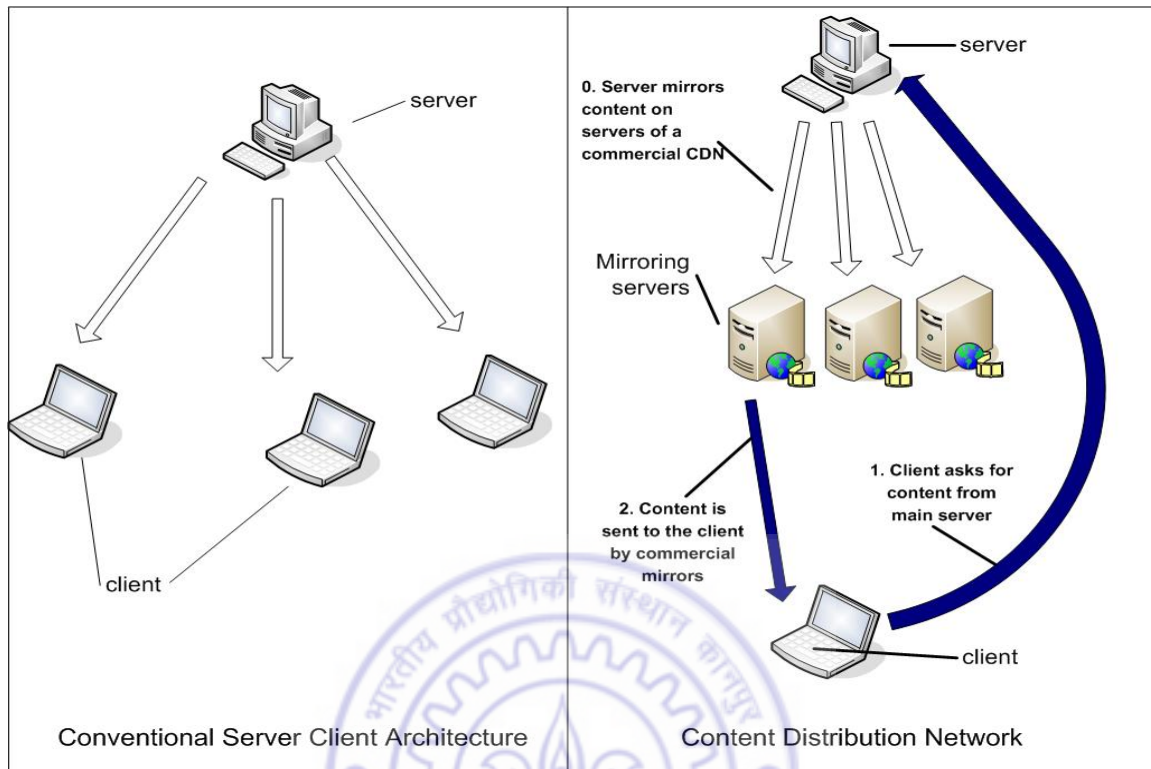 server
client
Conventional Server Client Architecture
server
0. Server mirrors
content on
servers of a
commercial CDN
Mirroring
servers
1. Client asks for
content from
main server
2. Content is
sent to the client
by commercial
mirrors
client
Content Distribution Network
भारतीय प्रौद्योगिकी संस्थान कानपुर